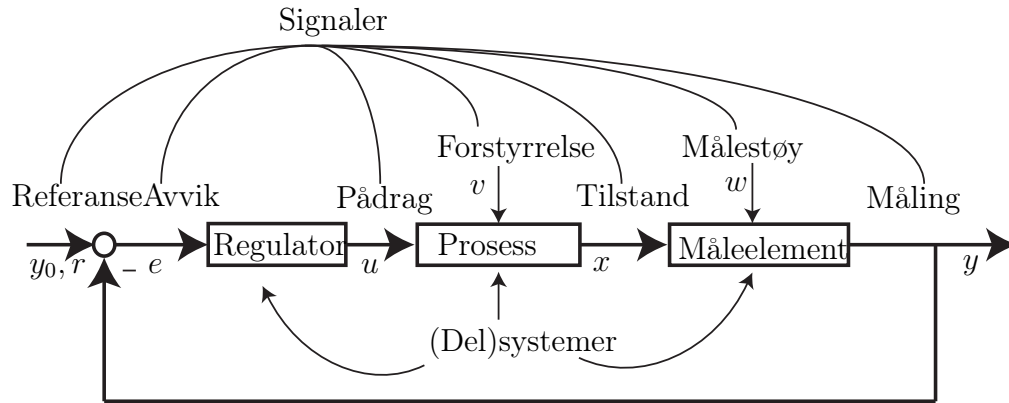 Signaler
Forstyrrelse Målestøy
ReferanseAvvik Pådrag v Tilstand w Måling
Regulator Prosess Måleelement
y₀, r − e u x y
(Del)systemer